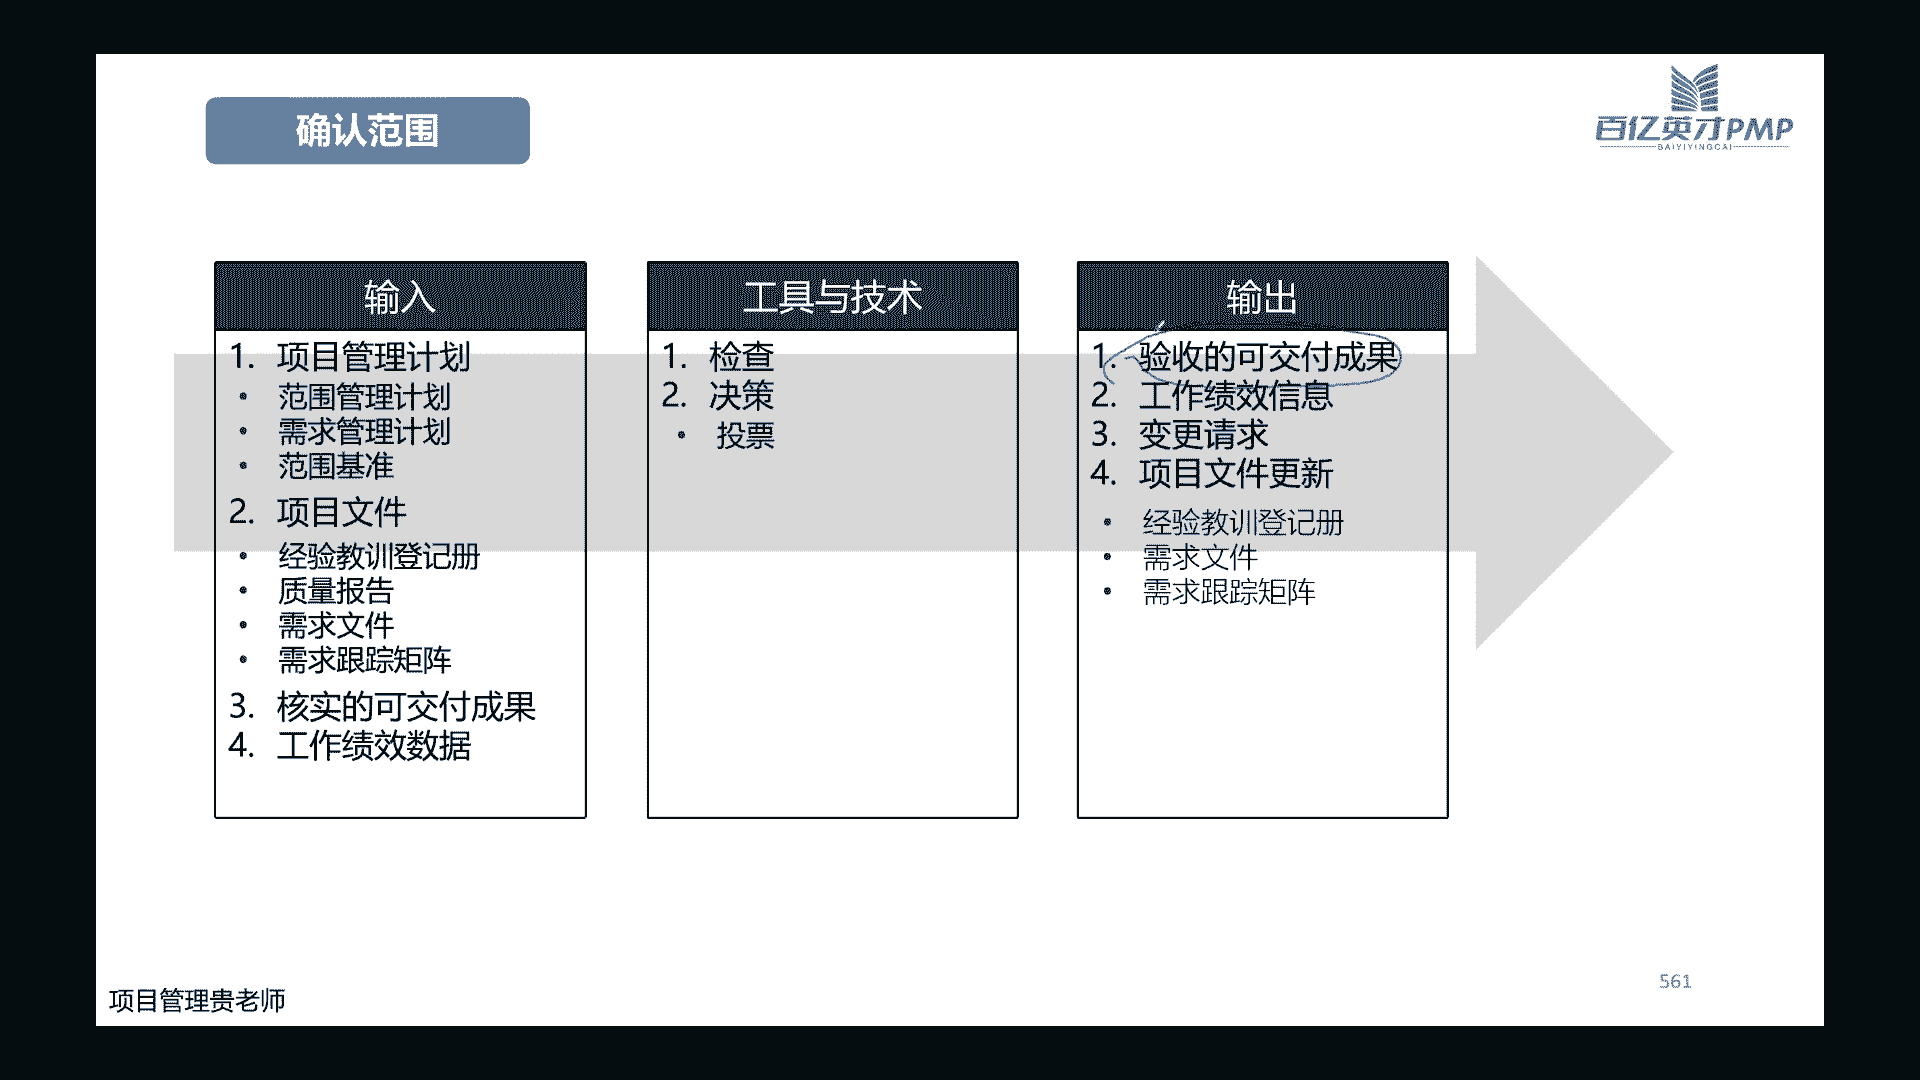 确认范围
百亿英才PMP
BAIYIYINGCAI
输入
1. 项目管理计划
• 范围管理计划
• 需求管理计划
• 范围基准
2. 项目文件
• 经验教训登记册
• 质量报告
• 需求文件
• 需求跟踪矩阵
3. 核实的可交付成果
4. 工作绩效数据
工具与技术
1. 检查
2. 决策
• 投票
输出
1. 验收的可交付成果
2. 工作绩效信息
3. 变更请求
4. 项目文件更新
• 经验教训登记册
• 需求文件
• 需求跟踪矩阵
561
项目管理贵老师